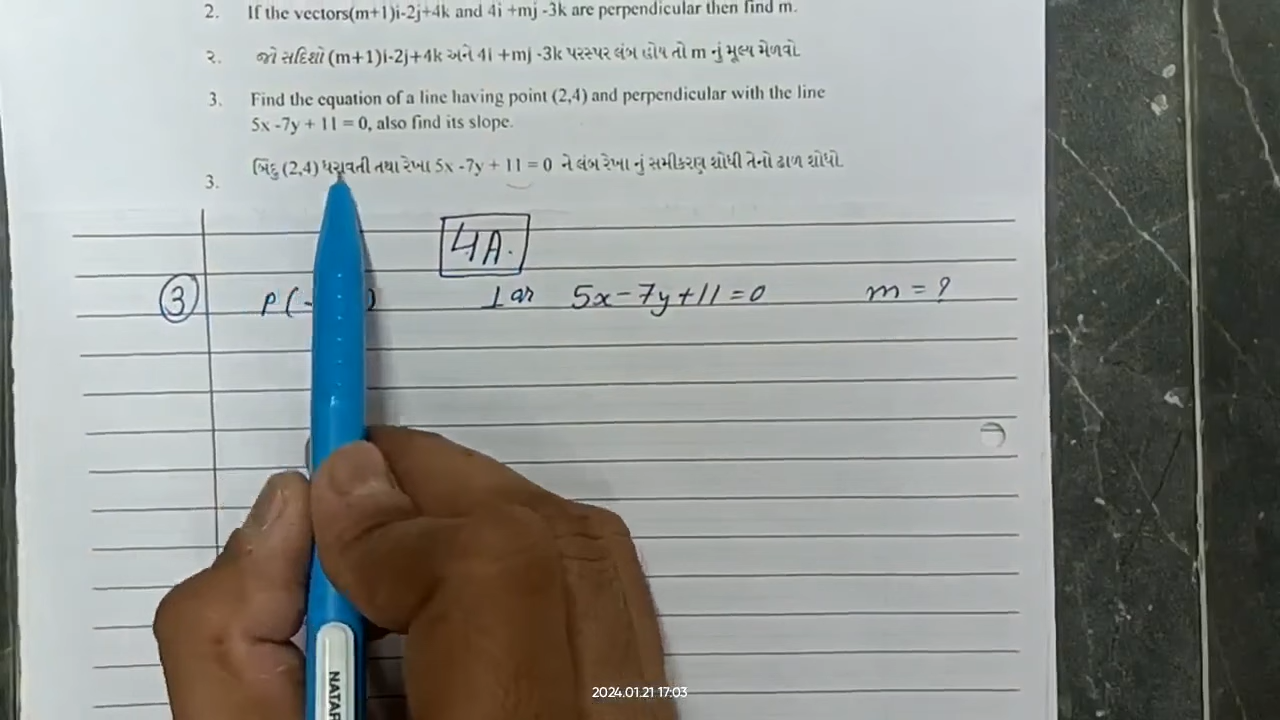 2. If the vectors(m+1)i-2j+4k and 4i +mj -3k are perpendicular then find m.
૨. જો સદિશો (m+1)i-2j+4k અને 4i +mj -3k પરસ્પર લંબ હોય તો m નું મૂલ્ય મેળવો.
3. Find the equation of a line having point (2,4) and perpendicular with the line
5x -7y + 11 = 0, also find its slope.
બિંદુ (2,4) ધરાવતી તથા રેખા 5x -7y + 11 = 0 ને લંબ રેખા નું સમીકરણ શોધી તેનો ઢાળ શોધો.
3.
4A.
3 P( ) ⊥ar 5x-7y+11=0 m=?
NATAR
2024.01.21 17:03